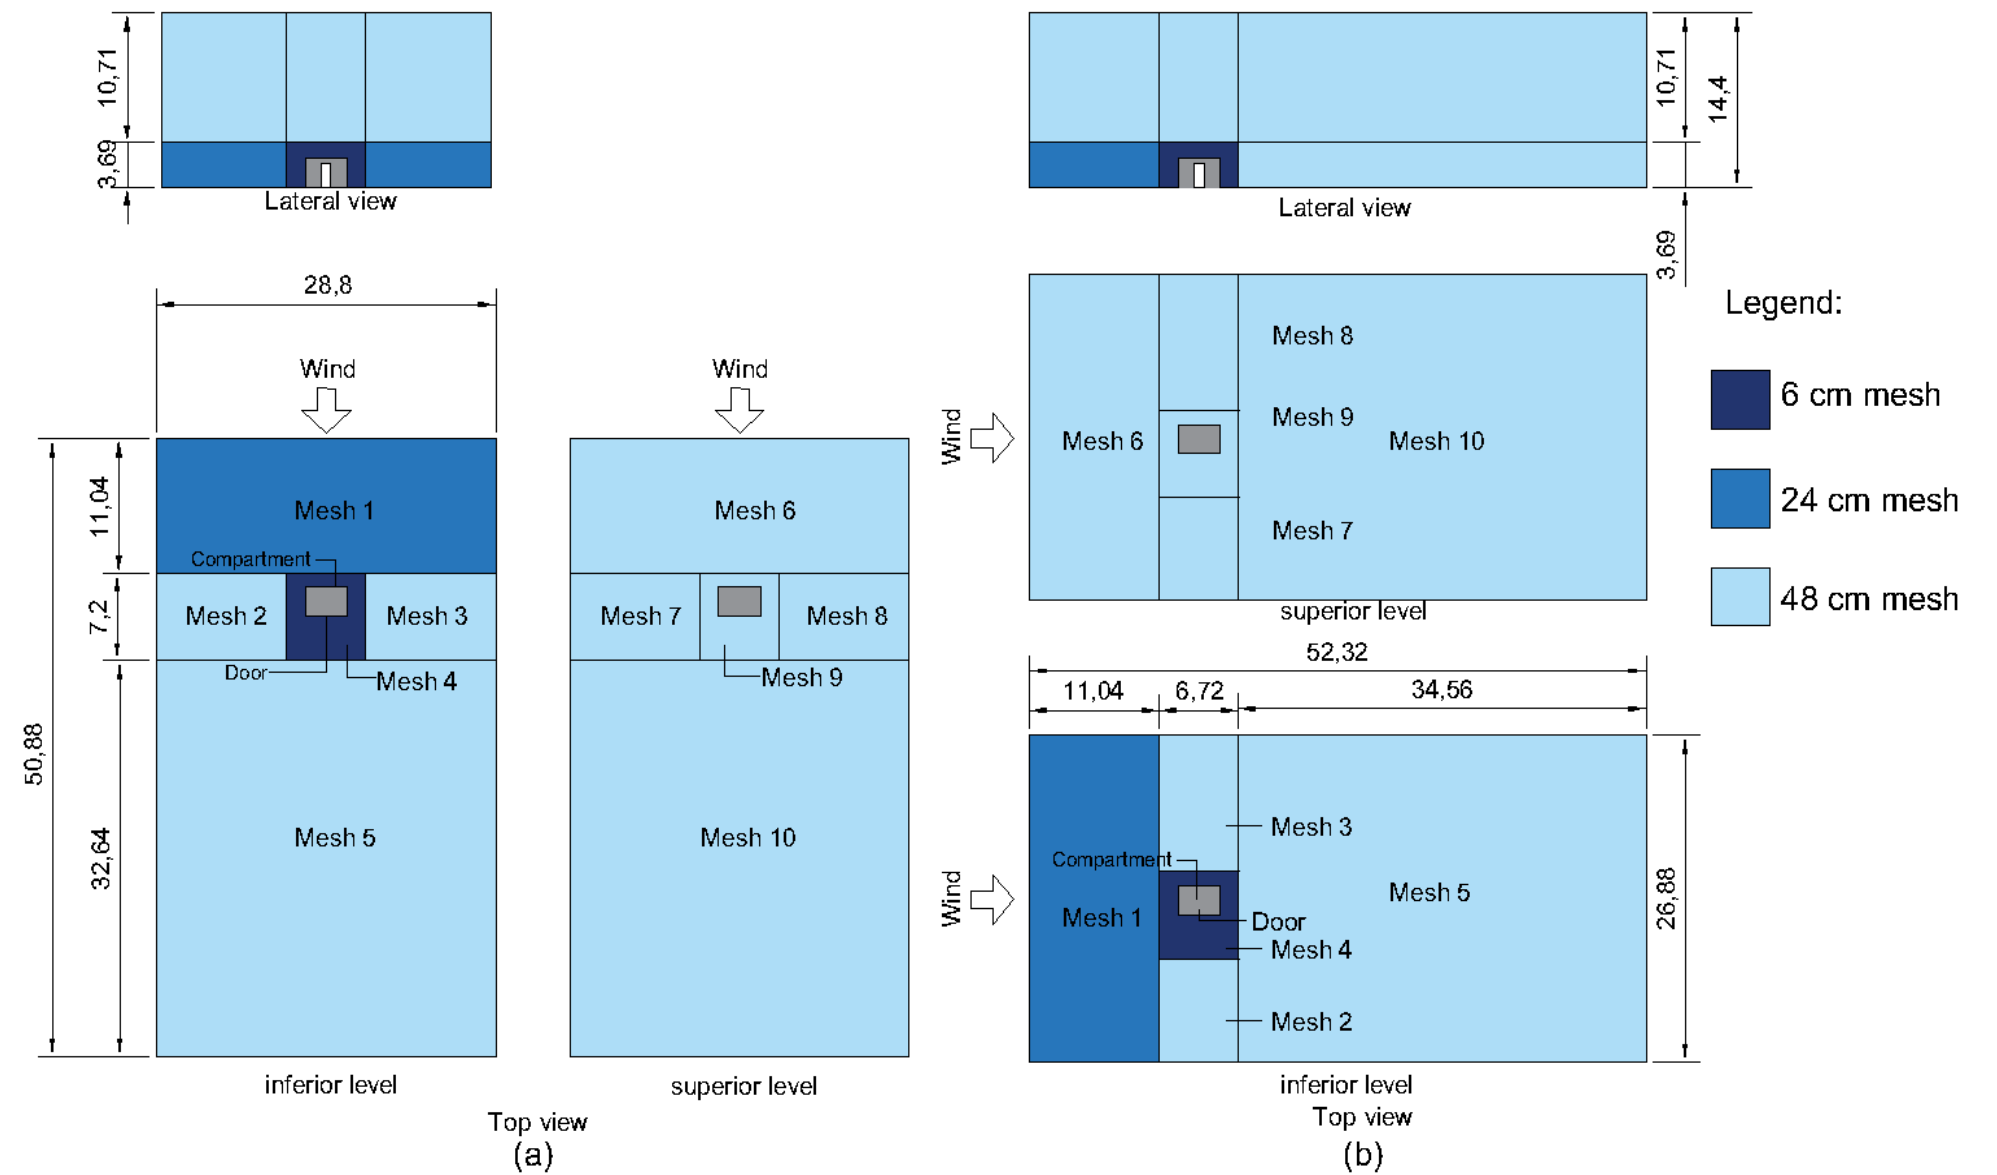 10,71
3,69
Lateral view
28,8
Wind
Wind
50,88
11,04
7,2
32,64
Mesh 1
Compartment
Mesh 2
Mesh 3
Door
Mesh 4
Mesh 5
inferior level
Mesh 6
Mesh 7
Mesh 8
Mesh 9
Mesh 10
superior level
Top view
(a)
10,71
14,4
3,69
Lateral view
Wind
Mesh 8
Mesh 9
Mesh 6
Mesh 10
Mesh 7
superior level
52,32
11,04
6,72
34,56
Wind
Mesh 3
Compartment
Mesh 5
Mesh 1
Door
Mesh 4
Mesh 2
26,88
inferior level
Top view
(b)
Legend:
6 cm mesh
24 cm mesh
48 cm mesh